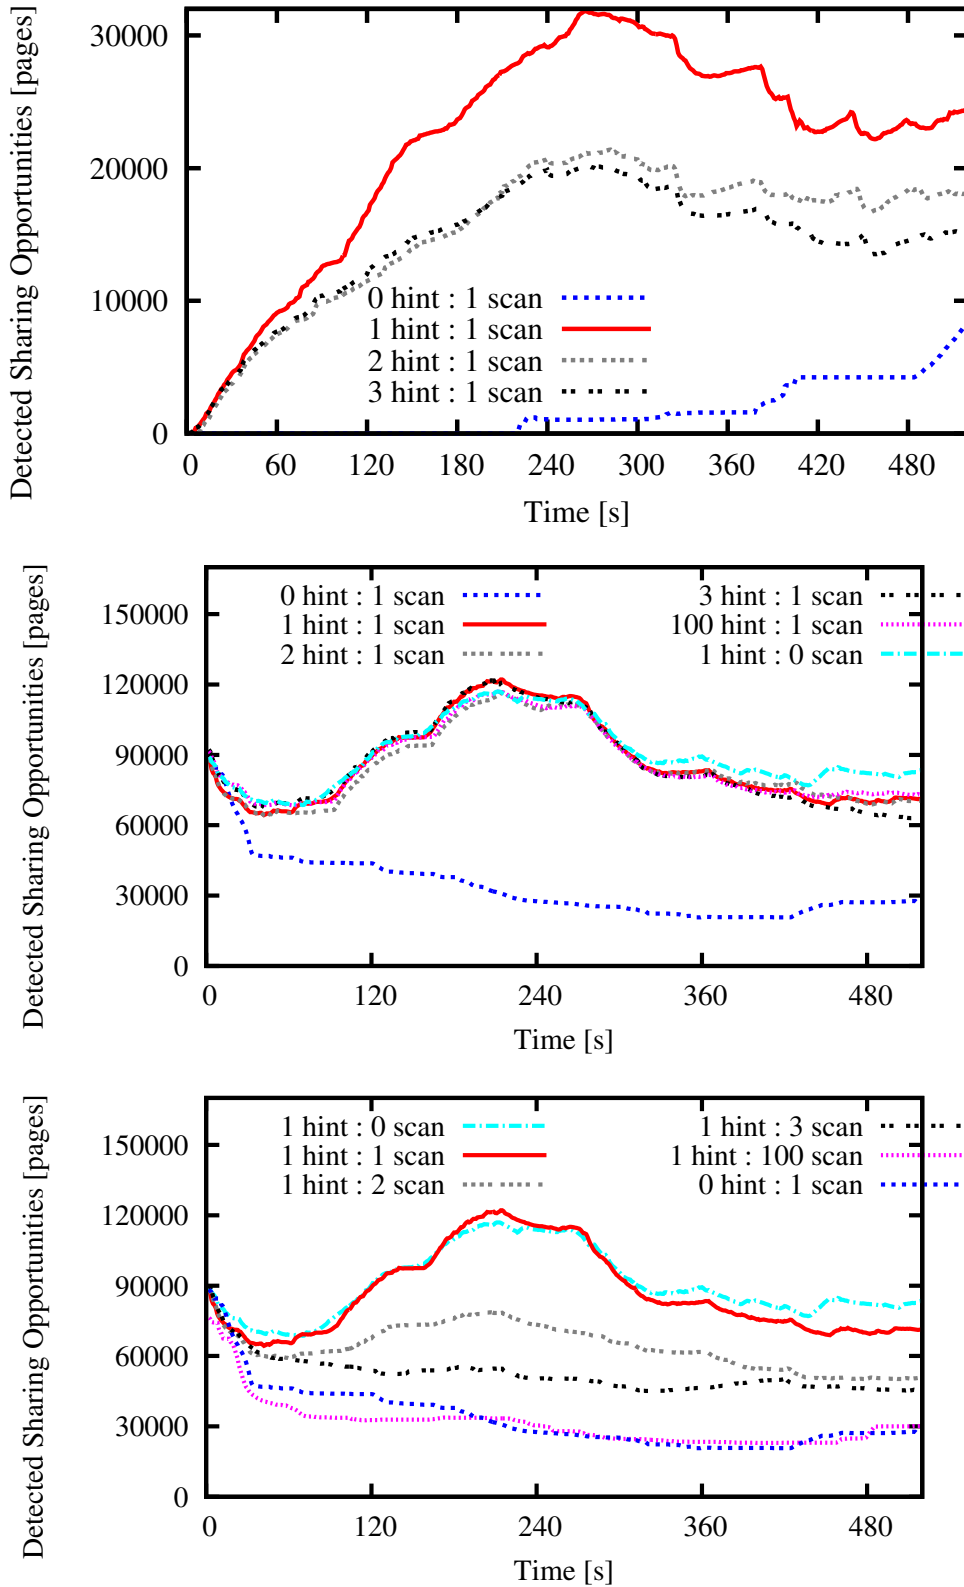 Detected Sharing Opportunities [pages]
30000
20000
10000
0
0 hint : 1 scan
1 hint : 1 scan
2 hint : 1 scan
3 hint : 1 scan
0 60 120 180 240 300 360 420 480
Time [s]
Detected Sharing Opportunities [pages]
150000
120000
90000
60000
30000
0
0 hint : 1 scan
1 hint : 1 scan
2 hint : 1 scan
3 hint : 1 scan
100 hint : 1 scan
1 hint : 0 scan
0 120 240 360 480
Time [s]
Detected Sharing Opportunities [pages]
150000
120000
90000
60000
30000
0
1 hint : 0 scan
1 hint : 1 scan
1 hint : 2 scan
1 hint : 3 scan
1 hint : 100 scan
0 hint : 1 scan
0 120 240 360 480
Time [s]